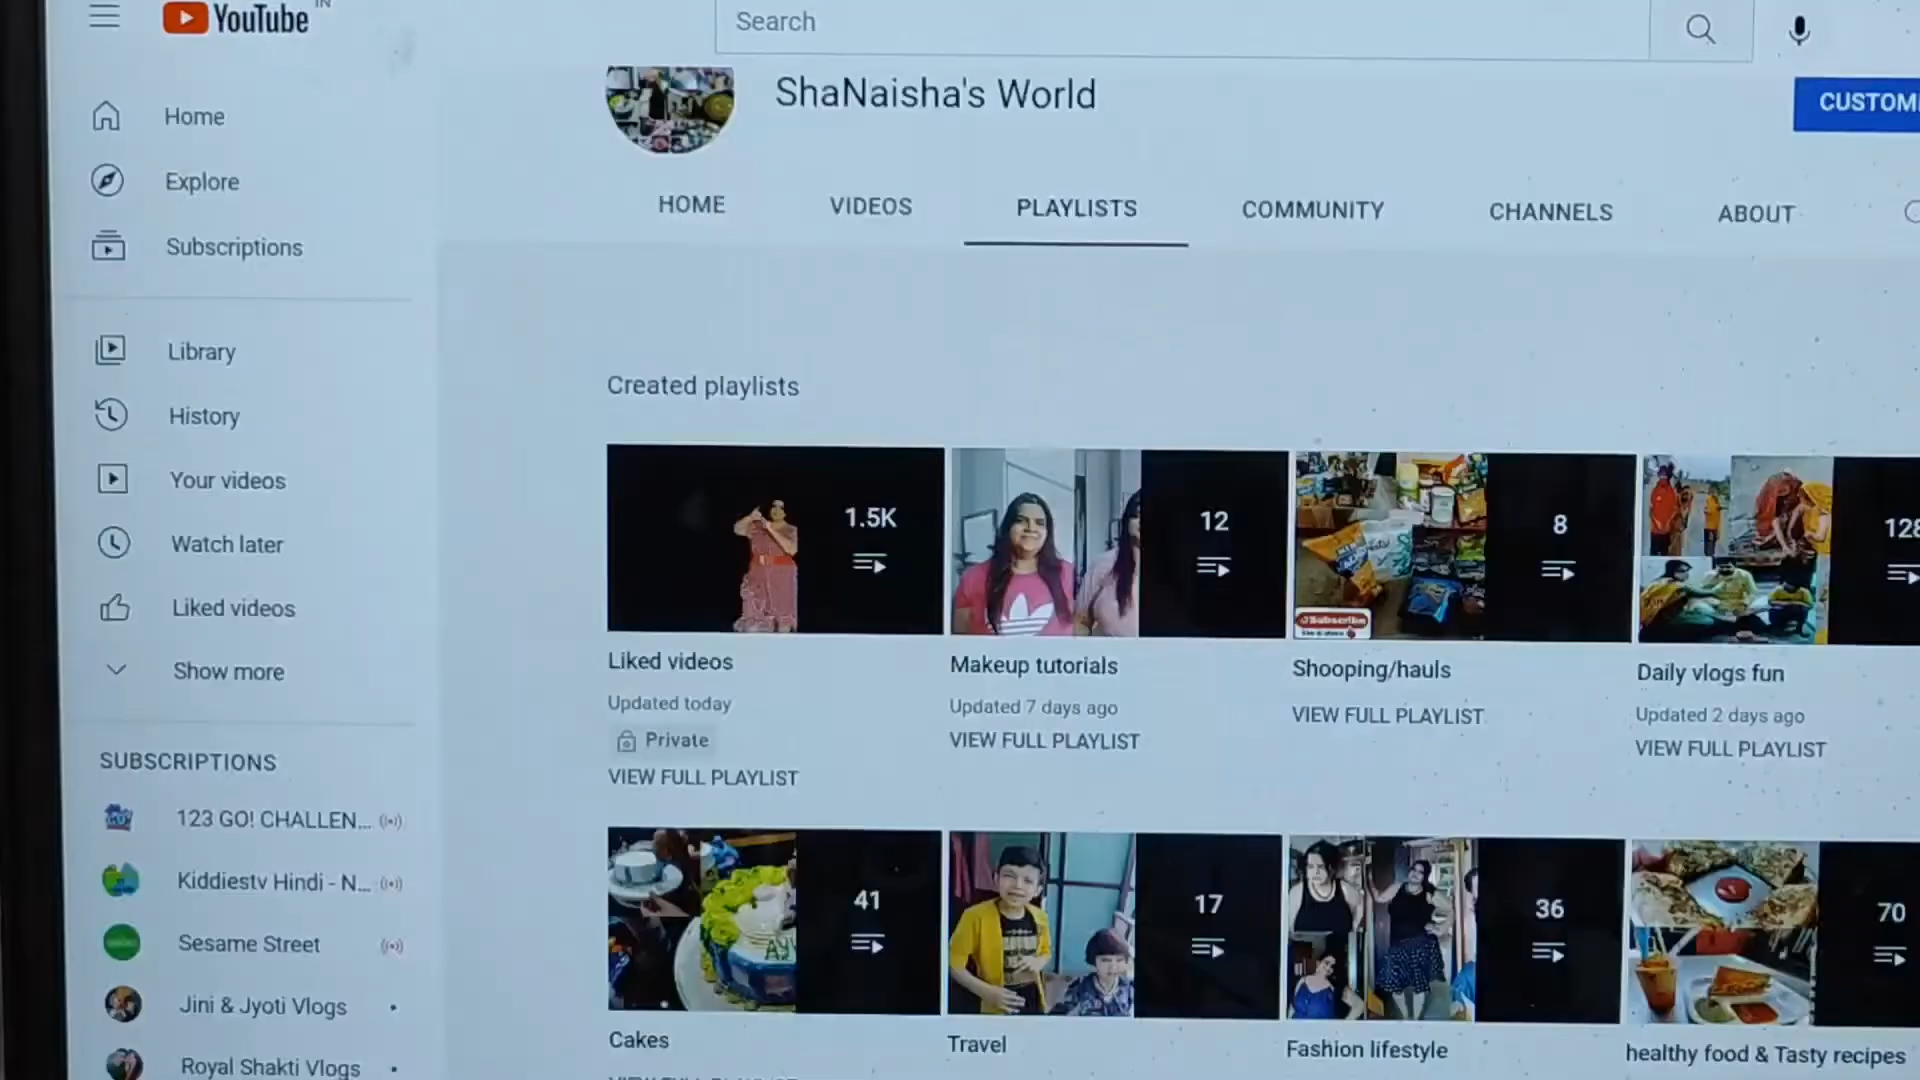 YouTube IN
Search
Home
Explore
Subscriptions
Library
History
Your videos
Watch later
Liked videos
Show more
SUBSCRIPTIONS
123 GO! CHALLEN...
Kiddiestv Hindi - N...
Sesame Street
Jini & Jyoti Vlogs
Royal Shakti Vlogs
ShaNaisha's World
CUSTOMI
HOME
VIDEOS
PLAYLISTS
COMMUNITY
CHANNELS
ABOUT
Created playlists
1.5K
Liked videos
Updated today
Private
VIEW FULL PLAYLIST
12
Makeup tutorials
Updated 7 days ago
VIEW FULL PLAYLIST
8
Subscribe
Shooping/hauls
VIEW FULL PLAYLIST
128
Daily vlogs fun
Updated 2 days ago
VIEW FULL PLAYLIST
41
Cakes
17
Travel
36
Fashion lifestyle
70
healthy food & Tasty recipes